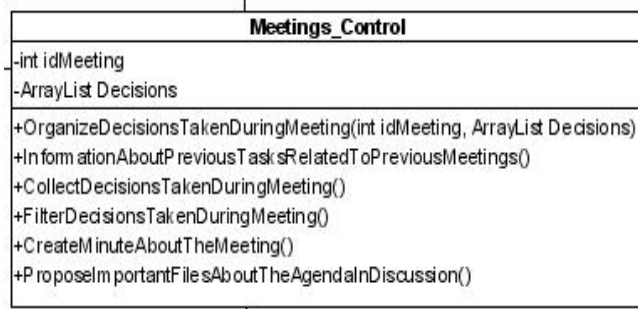 Meetings_Control
-int idMeeting
-ArrayList Decisions
+OrganizeDecisionsTakenDuringMeeting(int idMeeting, ArrayList Decisions)
+InformationAboutPreviousTasksRelatedToPreviousMeetings()
+CollectDecisionsTakenDuringMeeting()
+FilterDecisionsTakenDuringMeeting()
+CreateMinuteAboutTheMeeting()
+ProposeImportantFilesAboutTheAgendaInDiscussion()